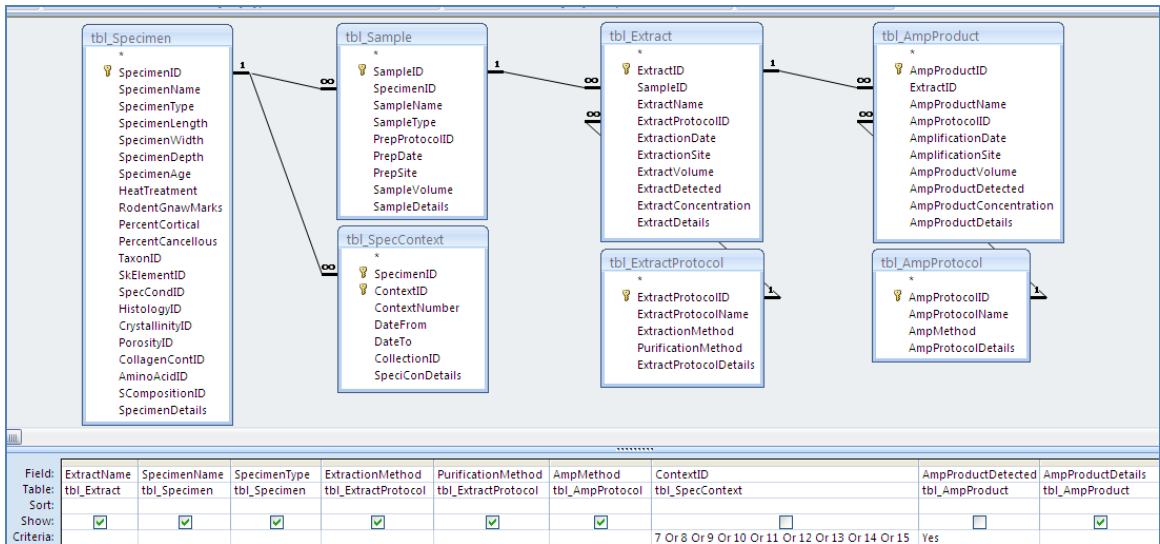 tbl_Specimen
*
SpecimenID
SpecimenName
SpecimenType
SpecimenLength
SpecimenWidth
SpecimenDepth
SpecimenAge
HeatTreatment
RodentGnawMarks
PercentCortical
PercentCancellous
TaxonID
SkElementID
SpecCondID
HistologyID
CrystallinityID
PorosityID
CollagenContID
AminoAcidID
SCompositionID
SpecimenDetails
1
∞
∞
tbl_Sample
*
SampleID
SpecimenID
SampleName
SampleType
PrepProtocolID
PrepDate
PrepSite
SampleVolume
SampleDetails
1
∞
tbl_SpecContext
*
SpecimenID
ContextID
ContextNumber
DateFrom
DateTo
CollectionID
SpeciConDetails
tbl_Extract
*
ExtractID
SampleID
ExtractName
ExtractProtocolID
ExtractionDate
ExtractionSite
ExtractVolume
ExtractDetected
ExtractConcentration
ExtractDetails
1
∞
∞
tbl_ExtractProtocol
*
ExtractProtocolID
ExtractProtocolName
ExtractionMethod
PurificationMethod
ExtractProtocolDetails
1
tbl_AmpProduct
*
AmpProductID
ExtractID
AmpProductName
AmpProtocolID
AmplificationDate
AmplificationSite
AmpProductVolume
AmpProductDetected
AmpProductConcentration
AmpProductDetails
∞
tbl_AmpProtocol
*
AmpProtocolID
AmpProtocolName
AmpMethod
AmpProtocolDetails
1
Field: ExtractName SpecimenName SpecimenType ExtractionMethod PurificationMethod AmpMethod ContextID AmpProductDetected AmpProductDetails
Table: tbl_Extract tbl_Specimen tbl_Specimen tbl_ExtractProtocol tbl_ExtractProtocol tbl_AmpProtocol tbl_SpecContext tbl_AmpProduct tbl_AmpProduct
Sort:
Show:
Criteria: 7 Or 8 Or 9 Or 10 Or 11 Or 12 Or 13 Or 14 Or 15 Yes